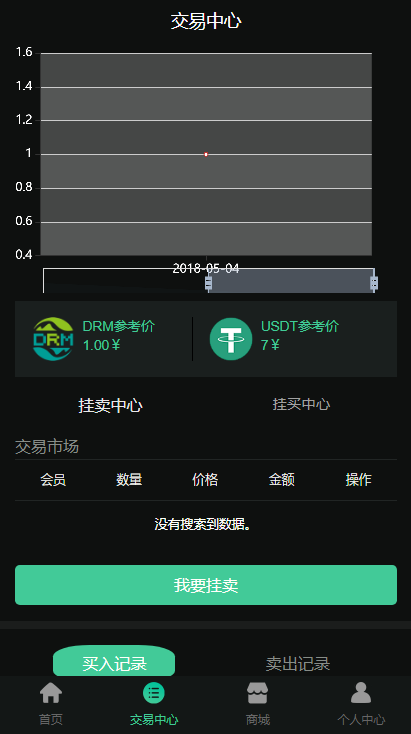 交易中心
1.6
1.4
1.2
1
0.8
0.6
0.4
2018-05-04
DRM
DRM参考价
1.00￥
USDT参考价
7￥
挂卖中心 挂买中心
交易市场
会员 数量 价格 金额 操作
没有搜索到数据。
我要挂卖
买入记录 卖出记录
首页 交易中心 商城 个人中心